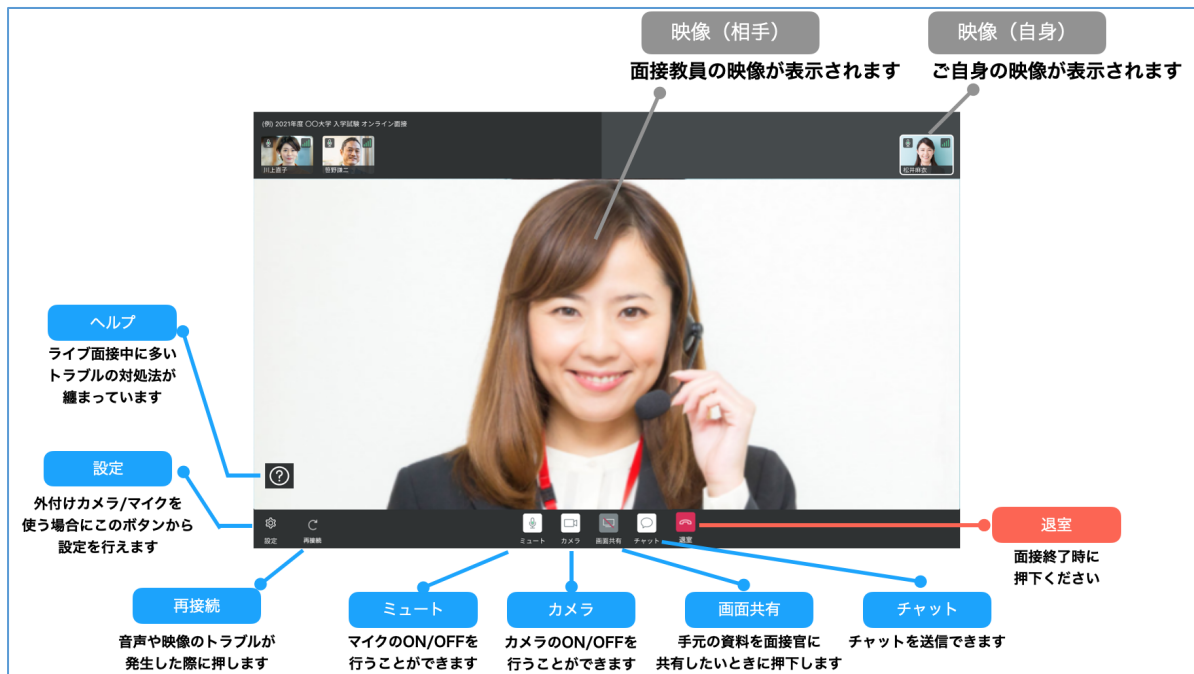 映像（相手）
面接教員の映像が表示されます
映像（自身）
ご自身の映像が表示されます
(例) 2021年度 〇〇大学 入学試験 オンライン面接
川上直子
笹野謙二
松井麻衣
ヘルプ
ライブ面接中に多い
トラブルの対処法が
纏まっています
設定
外付けカメラ/マイクを
使う場合にこのボタンから
設定を行えます
設定
再接続
ミュート
カメラ
画面共有
チャット
退室
退室
面接終了時に
押下ください
再接続
音声や映像のトラブルが
発生した際に押します
ミュート
マイクのON/OFFを
行うことができます
カメラ
カメラのON/OFFを
行うことができます
画面共有
手元の資料を面接官に
共有したいときに押下します
チャット
チャットを送信できます